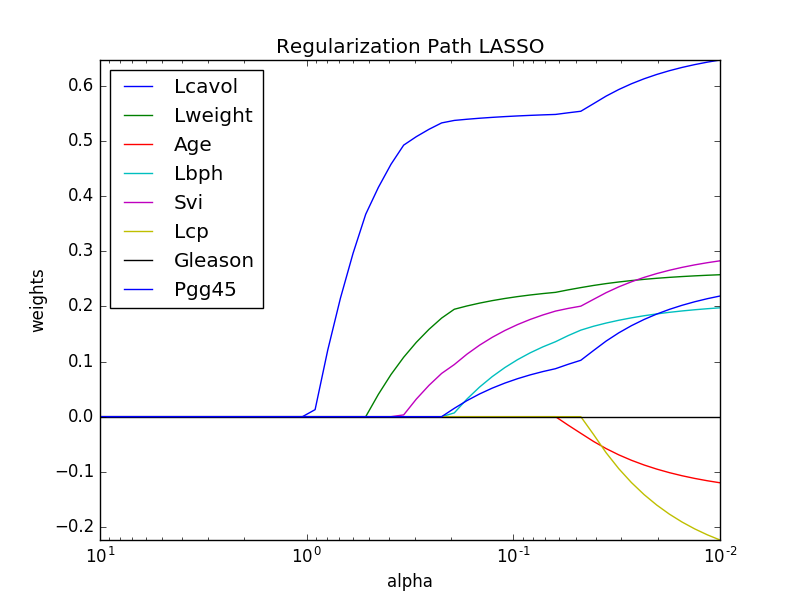 Regularization Path LASSO
Lcavol
Lweight
Age
Lbph
Svi
Lcp
Gleason
Pgg45
0.6
0.5
0.4
0.3
0.2
0.1
0.0
−0.1
−0.2
weights
10^1
10^0
10^-1
10^-2
alpha